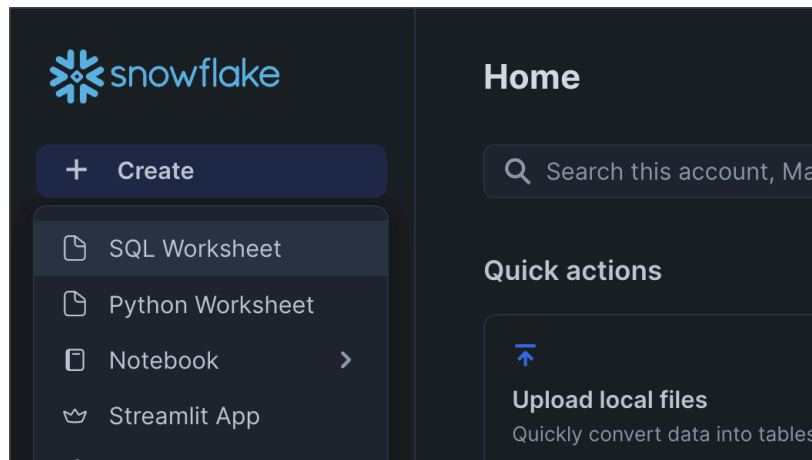 snowflake
Create
SQL Worksheet
Python Worksheet
Notebook
Streamlit App
Home
Search this account, Ma
Quick actions
Upload local files
Quickly convert data into tables